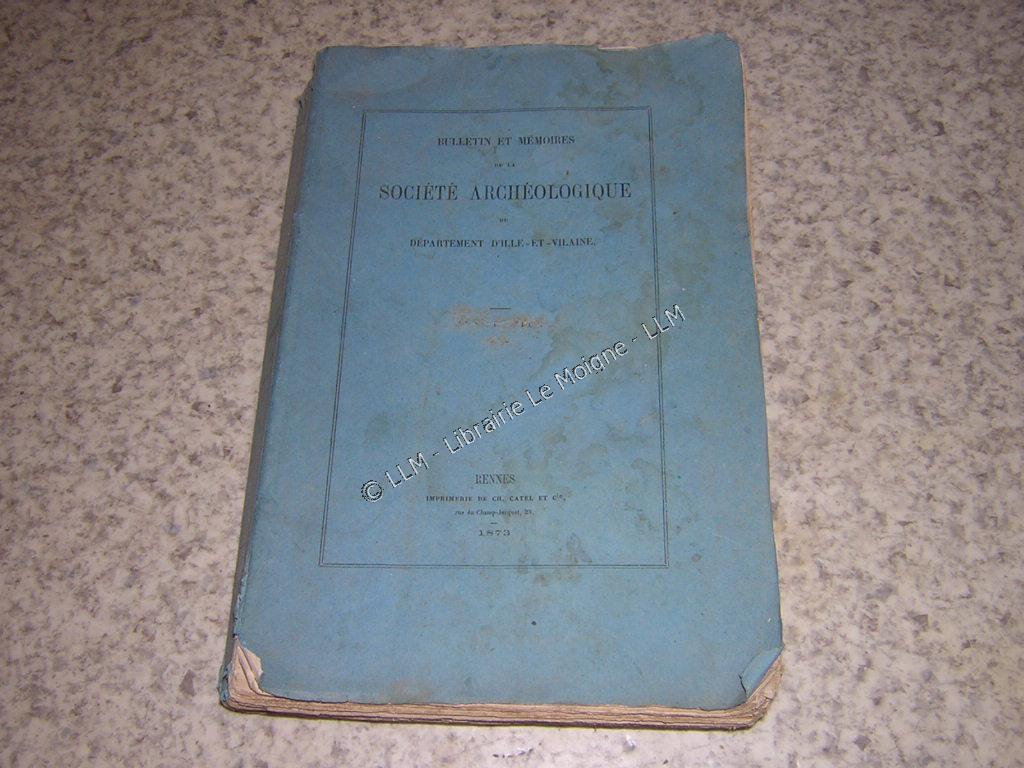 BULLETIN ET MÉMOIRES
DE LA
SOCIÉTÉ ARCHÉOLOGIQUE
DU
DÉPARTEMENT D'ILLE-ET-VILAINE.
© LLM - Librairie Le Moigne - LLM
RENNES
IMPRIMERIE DE CH. CATEL ET Cie,
rue du Champ-Jacquet, 23.
1873